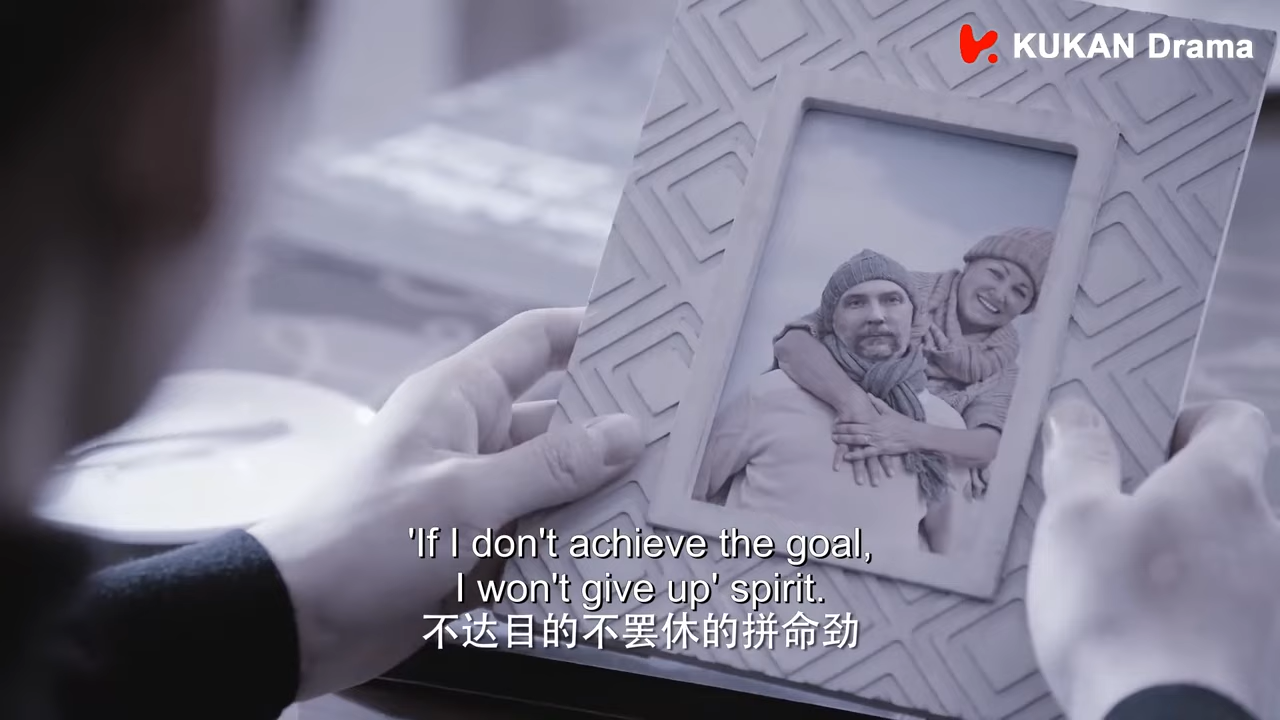 KUKAN Drama
'If I don't achieve the goal,
I won't give up' spirit.
不达目的不罢休的拼命劲